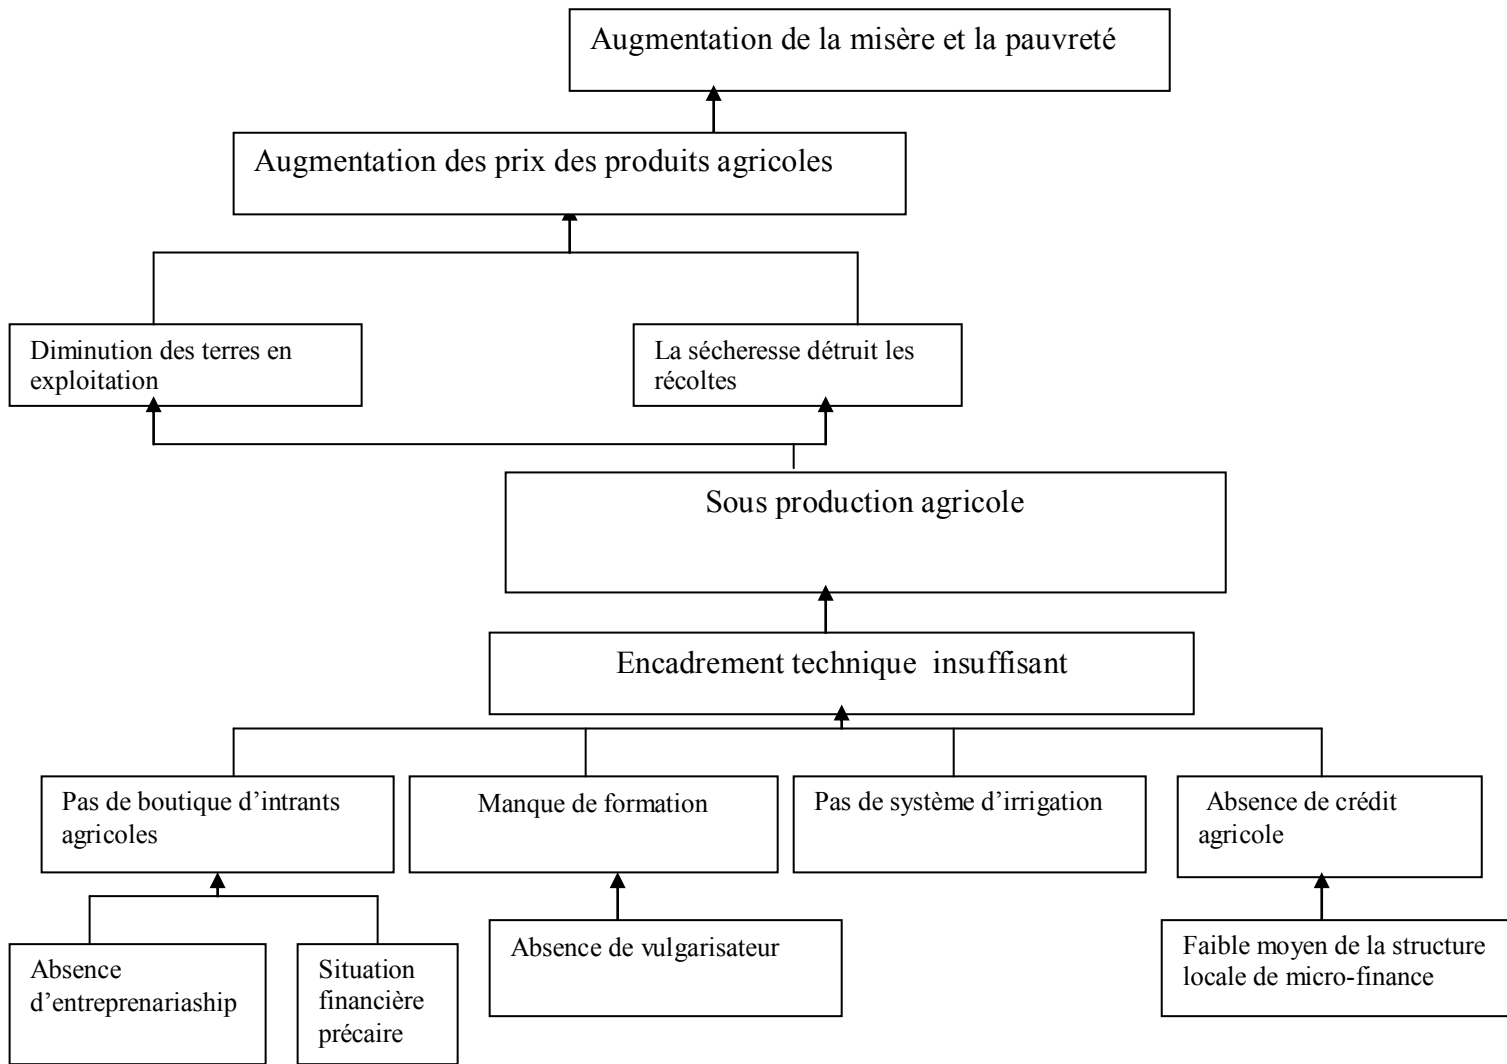 Augmentation de la misère et la pauvreté
Augmentation des prix des produits agricoles
Diminution des terres en
exploitation
La sécheresse détruit les
récoltes
Sous production agricole
Encadrement technique  insuffisant
Pas de boutique d’intrants
agricoles
Manque de formation
Pas de système d’irrigation
Absence de crédit
agricole
Absence
d’entreprenariaship
Situation
financière
précaire
Absence de vulgarisateur
Faible moyen de la structure
locale de micro-finance